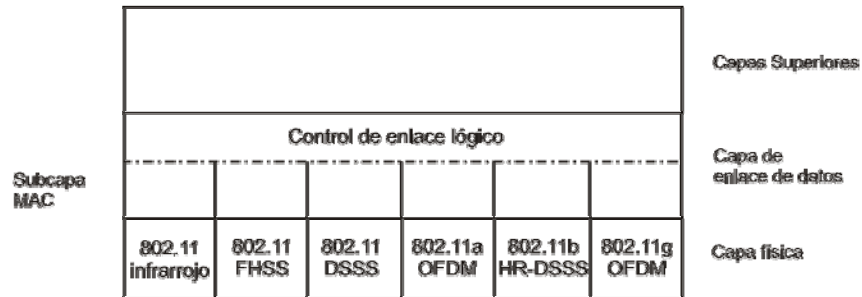 Capas Superiores
Control de enlace lógico
Capa de
enlace de datos
Subcapa
MAC
802.11
infrarrojo
802.11
FHSS
802.11
DSSS
802.11a
OFDM
802.11b
HR-DSSS
802.11g
OFDM
Capa física